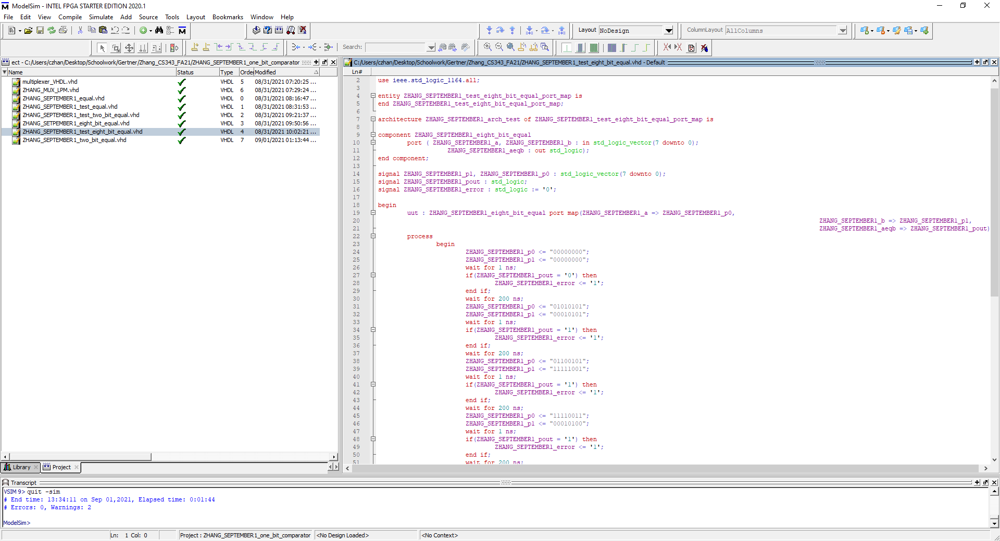 ModelSim - INTEL FPGA STARTER EDITION 2020.1
File Edit View Compile Simulate Add Source Tools Layout Bookmarks Window Help
Layout NoDesign
ColumnLayout AllColumns
Search:
ect - C:/Users/czhan/Desktop/Schoolwork/Gertner/Zhang_CS343_FA21/ZHANG_SEPTEMBER1_one_bit_comparator
Name Status Type Order Modified
multiplexer_VHDL.vhd VHDL 5 08/31/2021 07:20:25 ...
ZHANG_MUX_LPM.vhd VHDL 6 08/31/2021 07:29:24 ...
ZHANG_SEPTEMBER1_equal.vhd VHDL 0 08/31/2021 08:16:47 ...
ZHANG_SEPTEMBER1_test_equal.vhd VHDL 1 08/31/2021 08:31:53 ...
ZHANG_SEPTEMBER1_test_two_bit_equal.vhd VHDL 2 08/31/2021 09:21:37 ...
ZHANG_SETPEMBER1_eight_bit_equal.vhd VHDL 3 08/31/2021 09:50:56 ...
ZHANG_SEPTEMBER1_test_eight_bit_equal.vhd VHDL 4 08/31/2021 10:02:21 ...
ZHANG_SEPTEMBER1_two_bit_equal.vhd VHDL 7 09/01/2021 01:13:44 ...
Library Project
C:/Users/czhan/Desktop/Schoolwork/Gertner/Zhang_CS343_FA21/ZHANG_SEPTEMBER1_test_eight_bit_equal.vhd - Default
Ln#
2 use ieee.std_logic_1164.all;
3
4 entity ZHANG_SEPTEMBER1_test_eight_bit_equal_port_map is
5 end ZHANG_SEPTEMBER1_test_eight_bit_equal_port_map;
6
7 architecture ZHANG_SEPTEMBER1_arch_test of ZHANG_SEPTEMBER1_test_eight_bit_equal_port_map is
8
9 component ZHANG_SEPTEMBER1_eight_bit_equal
10 port ( ZHANG_SEPTEMBER1_a, ZHANG_SEPTEMBER1_b : in std_logic_vector(7 downto 0);
11 ZHANG_SEPTEMBER1_aeqb : out std_logic);
12 end component;
13
14 signal ZHANG_SEPTEMBER1_p1, ZHANG_SEPTEMBER1_p0 : std_logic_vector(7 downto 0);
15 signal ZHANG_SEPTEMBER1_pout : std_logic;
16 signal ZHANG_SEPTEMBER1_error : std_logic := '0';
17
18 begin
19 uut : ZHANG_SEPTEMBER1_eight_bit_equal port map(ZHANG_SEPTEMBER1_a => ZHANG_SEPTEMBER1_p0,
20 ZHANG_SEPTEMBER1_b => ZHANG_SEPTEMBER1_p1,
21 ZHANG_SEPTEMBER1_aeqb => ZHANG_SEPTEMBER1_pout)
22 process
23 begin
24 ZHANG_SEPTEMBER1_p0 <= "00000000";
25 ZHANG_SEPTEMBER1_p1 <= "00000000";
26 wait for 1 ns;
27 if(ZHANG_SEPTEMBER1_pout = '0') then
28 ZHANG_SEPTEMBER1_error <= '1';
29 end if;
30 wait for 200 ns;
31 ZHANG_SEPTEMBER1_p0 <= "01010101";
32 ZHANG_SEPTEMBER1_p1 <= "00010101";
33 wait for 1 ns;
34 if(ZHANG_SEPTEMBER1_pout = '1') then
35 ZHANG_SEPTEMBER1_error <= '1';
36 end if;
37 wait for 200 ns;
38 ZHANG_SEPTEMBER1_p0 <= "01100101";
39 ZHANG_SEPTEMBER1_p1 <= "11111001";
40 wait for 1 ns;
41 if(ZHANG_SEPTEMBER1_pout = '1') then
42 ZHANG_SEPTEMBER1_error <= '1';
43 end if;
44 wait for 200 ns;
45 ZHANG_SEPTEMBER1_p0 <= "11110011";
46 ZHANG_SEPTEMBER1_p1 <= "00010100";
47 wait for 1 ns;
48 if(ZHANG_SEPTEMBER1_pout = '1') then
49 ZHANG_SEPTEMBER1_error <= '1';
50 end if;
51 wait for 200 ns;
Transcript
VSIM 9> quit -sim
# End time: 13:34:11 on Sep 01,2021, Elapsed time: 0:01:44
# Errors: 0, Warnings: 2
ModelSim>
Ln: 1 Col: 0 Project : ZHANG_SEPTEMBER1_one_bit_comparator <No Design Loaded> <No Context>